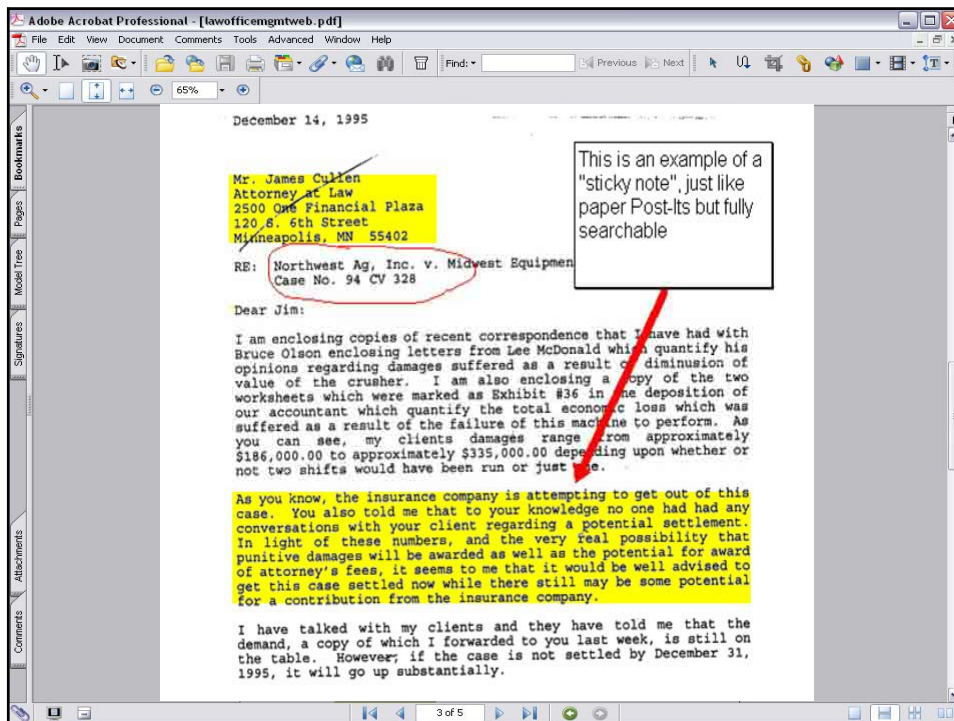 Adobe Acrobat Professional - [lawofficemgmtweb.pdf]
File Edit View Document Comments Tools Advanced Window Help
Find: Previous Next
65%
Bookmarks
Pages
Model Tree
Signatures
Attachments
Comments
December 14, 1995
Mr. James Cullen
Attorney at Law
2500 One Financial Plaza
120 S. 6th Street
Minneapolis, MN 55402
This is an example of a
"sticky note", just like
paper Post-Its but fully
searchable
RE: Northwest Ag, Inc. v. Midwest Equipmen
Case No. 94 CV 328
Dear Jim:
I am enclosing copies of recent correspondence that I have had with
Bruce Olson enclosing letters from Lee McDonald which quantify his
opinions regarding damages suffered as a result of diminusion of
value of the crusher. I am also enclosing a copy of the two
worksheets which were marked as Exhibit #36 in the deposition of
our accountant which quantify the total economic loss which was
suffered as a result of the failure of this machine to perform. As
you can see, my clients damages range from approximately
$186,000.00 to approximately $335,000.00 depending upon whether or
not two shifts would have been run or just one.
As you know, the insurance company is attempting to get out of this
case. You also told me that to your knowledge no one had had any
conversations with your client regarding a potential settlement.
In light of these numbers, and the very real possibility that
punitive damages will be awarded as well as the potential for award
of attorney's fees, it seems to me that it would be well advised to
get this case settled now while there still may be some potential
for a contribution from the insurance company.
I have talked with my clients and they have told me that the
demand, a copy of which I forwarded to you last week, is still on
the table. However, if the case is not settled by December 31,
1995, it will go up substantially.
3 of 5